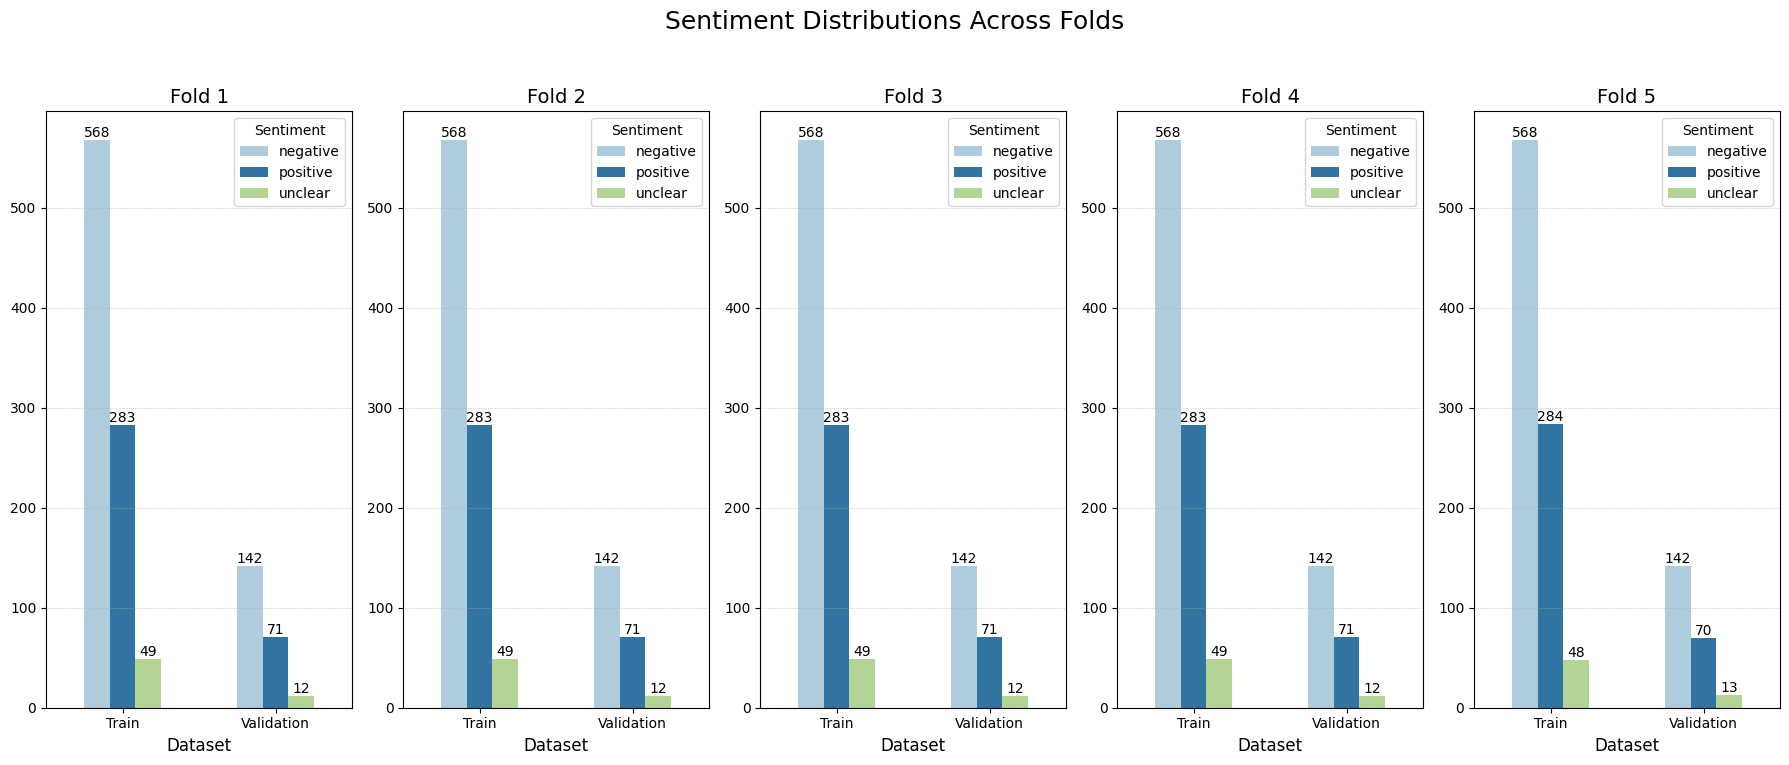 Sentiment Distributions Across Folds
Fold 1
Sentiment
negative
positive
unclear
568
283
49
142
71
12
0
100
200
300
400
500
Train
Validation
Dataset
Fold 2
Sentiment
negative
positive
unclear
568
283
49
142
71
12
0
100
200
300
400
500
Train
Validation
Dataset
Fold 3
Sentiment
negative
positive
unclear
568
283
49
142
71
12
0
100
200
300
400
500
Train
Validation
Dataset
Fold 4
Sentiment
negative
positive
unclear
568
283
49
142
71
12
0
100
200
300
400
500
Train
Validation
Dataset
Fold 5
Sentiment
negative
positive
unclear
568
284
48
142
70
13
0
100
200
300
400
500
Train
Validation
Dataset